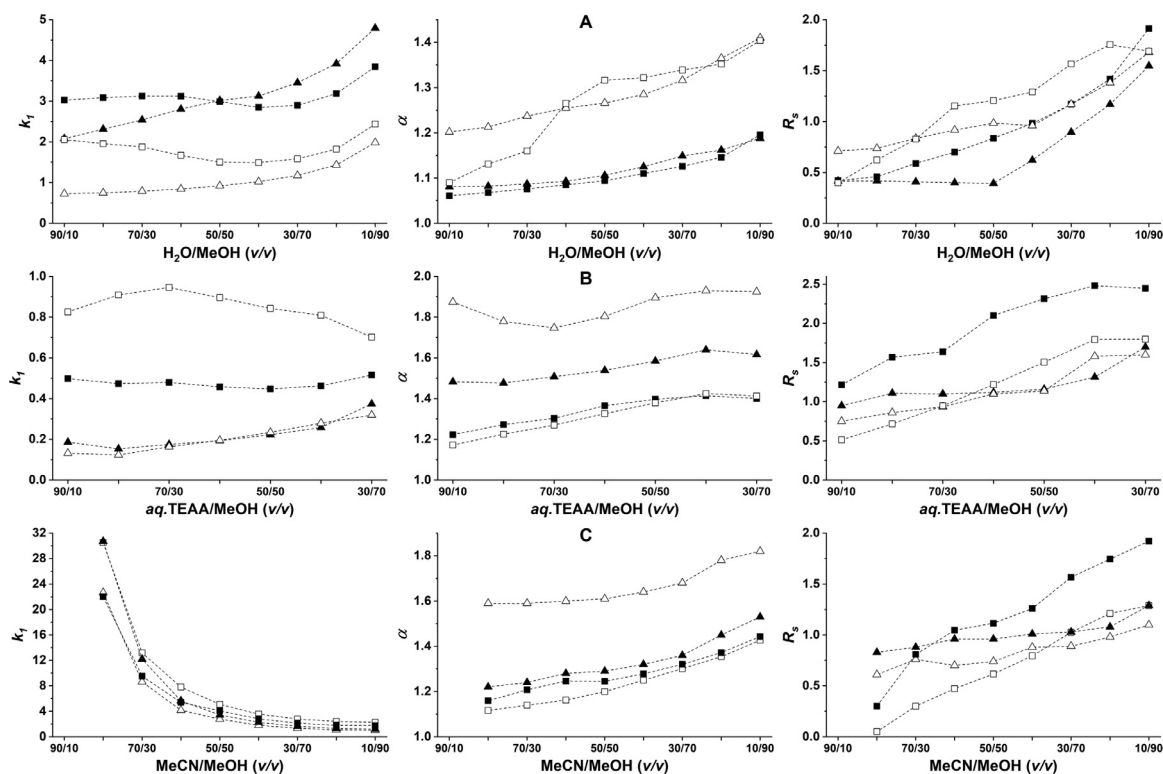 A
k₁
5
4
3
2
1
0
90/10 70/30 50/50 30/70 10/90
H₂O/MeOH (v/v)
α
1.4
1.3
1.2
1.1
1.0
90/10 70/30 50/50 30/70 10/90
H₂O/MeOH (v/v)
Rₛ
2.0
1.5
1.0
0.5
0.0
90/10 70/30 50/50 30/70 10/90
H₂O/MeOH (v/v)
B
k₁
1.0
0.8
0.6
0.4
0.2
0.0
90/10 70/30 50/50 30/70
aq.TEAA/MeOH (v/v)
α
2.0
1.8
1.6
1.4
1.2
1.0
90/10 70/30 50/50 30/70
aq.TEAA/MeOH (v/v)
Rₛ
2.5
2.0
1.5
1.0
0.5
0.0
90/10 70/30 50/50 30/70
aq.TEAA/MeOH (v/v)
C
k₁
32
28
24
20
16
12
8
4
0
90/10 70/30 50/50 30/70 10/90
MeCN/MeOH (v/v)
α
1.8
1.6
1.4
1.2
1.0
90/10 70/30 50/50 30/70 10/90
MeCN/MeOH (v/v)
Rₛ
2.0
1.5
1.0
0.5
0.0
90/10 70/30 50/50 30/70 10/90
MeCN/MeOH (v/v)